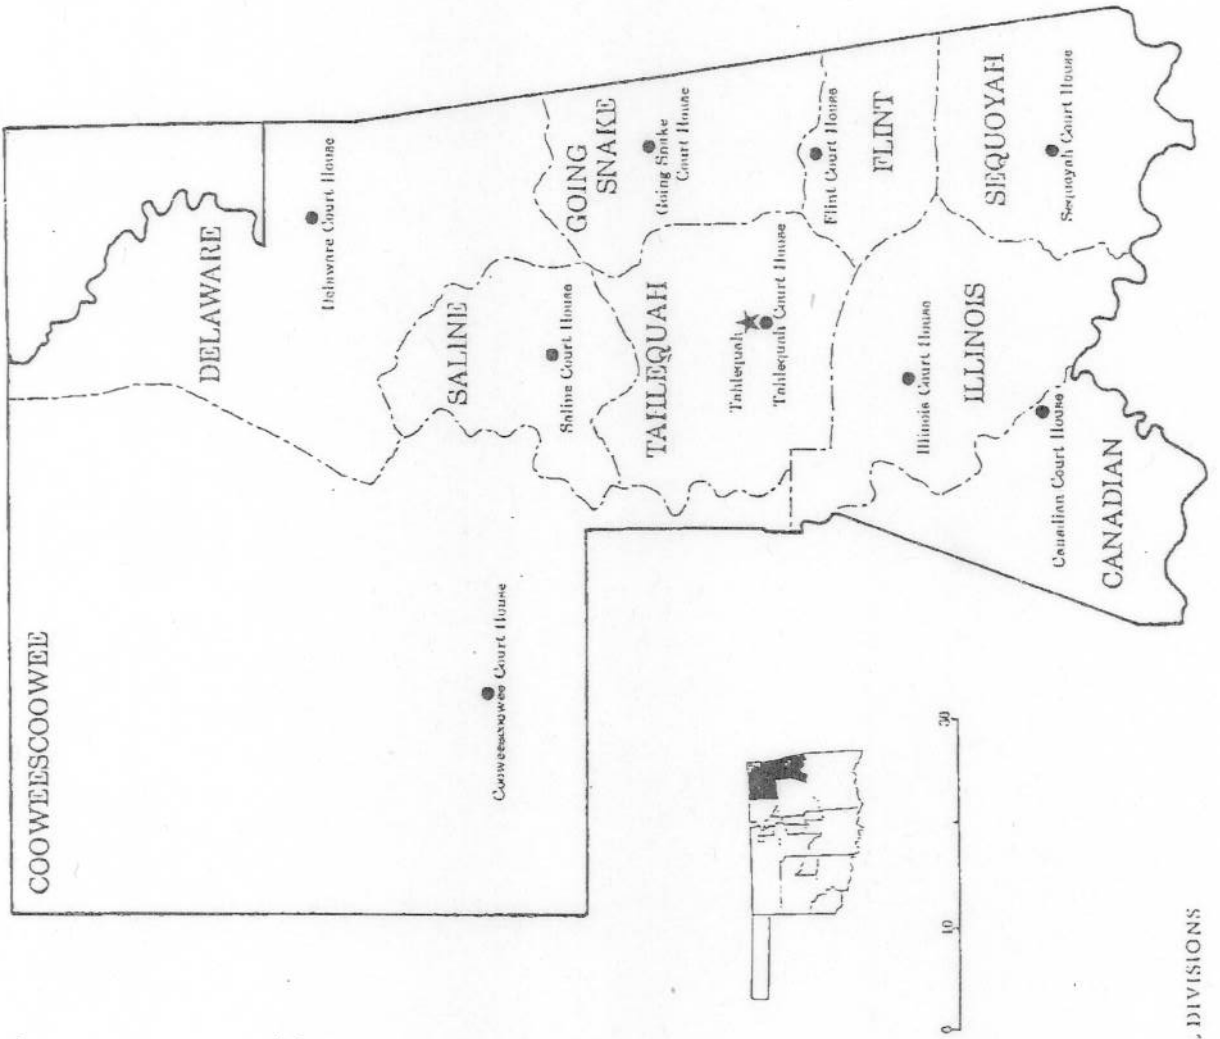 COOWEESCOOWEE
DELAWARE
Delaware Court House
SALINE
Cooweescoowee Court House
Saline Court House
GOING
SNAKE
TAHLEQUAH
Going Snake
Court House
Tahlequah
Tahlequah Court House
Flint Court House
FLINT
Illinois Court House
0 10 30
ILLINOIS
SEQUOYAH
Canadian Court House
Sequoyah Court House
CANADIAN
DIVISIONS